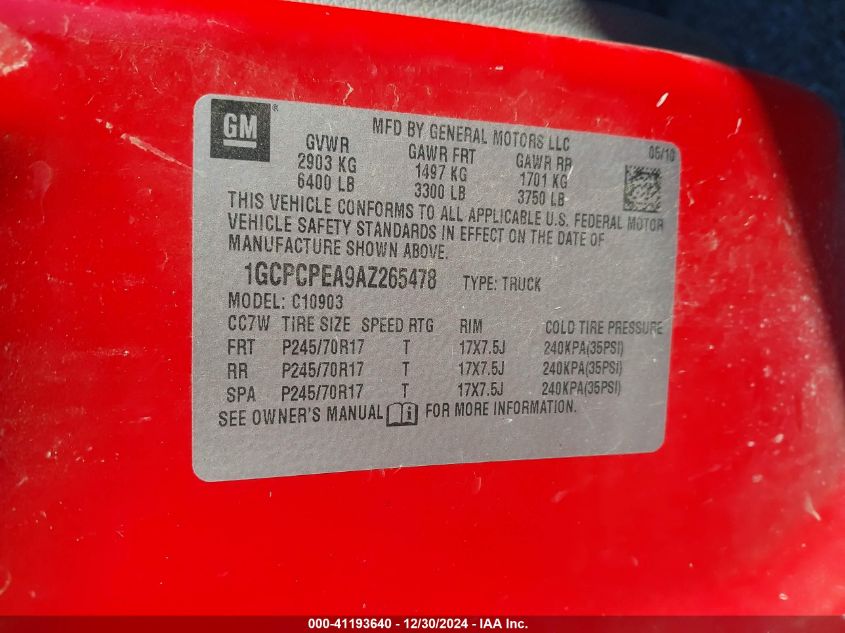 GM ®
MFD BY GENERAL MOTORS LLC
06/10
GVWR GAWR FRT GAWR RR
2903 KG 1497 KG 1701 KG
6400 LB 3300 LB 3750 LB
THIS VEHICLE CONFORMS TO ALL APPLICABLE U.S. FEDERAL MOTOR
VEHICLE SAFETY STANDARDS IN EFFECT ON THE DATE OF
MANUFACTURE SHOWN ABOVE.
1GCPCPEA9AZ265478 TYPE: TRUCK
MODEL: C10903
CC7W TIRE SIZE SPEED RTG RIM COLD TIRE PRESSURE
FRT P245/70R17 T 17X7.5J 240KPA(35PSI)
RR P245/70R17 T 17X7.5J 240KPA(35PSI)
SPA P245/70R17 T 17X7.5J 240KPA(35PSI)
SEE OWNER'S MANUAL FOR MORE INFORMATION.
000-41193640 - 12/30/2024 - IAA Inc.